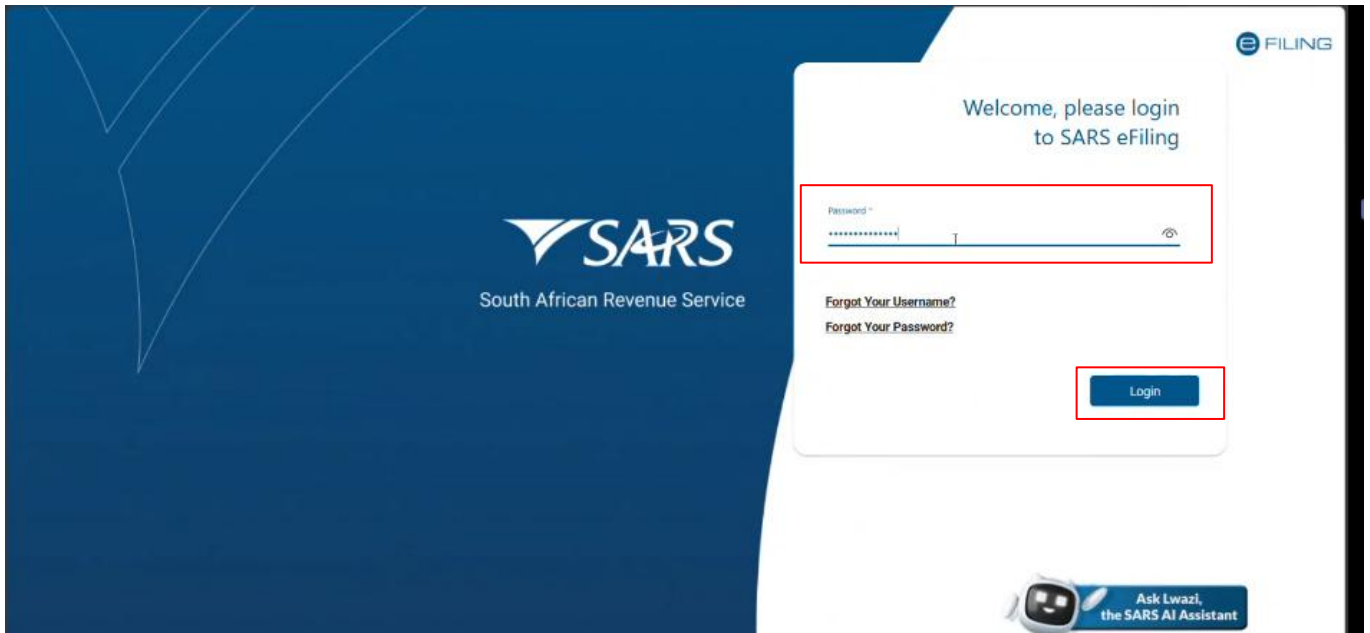 e FILING
Welcome, please login
to SARS eFiling
Password *
••••••••••••••
SARS
South African Revenue Service
Forgot Your Username?
Forgot Your Password?
Login
Ask Lwazi,
the SARS AI Assistant